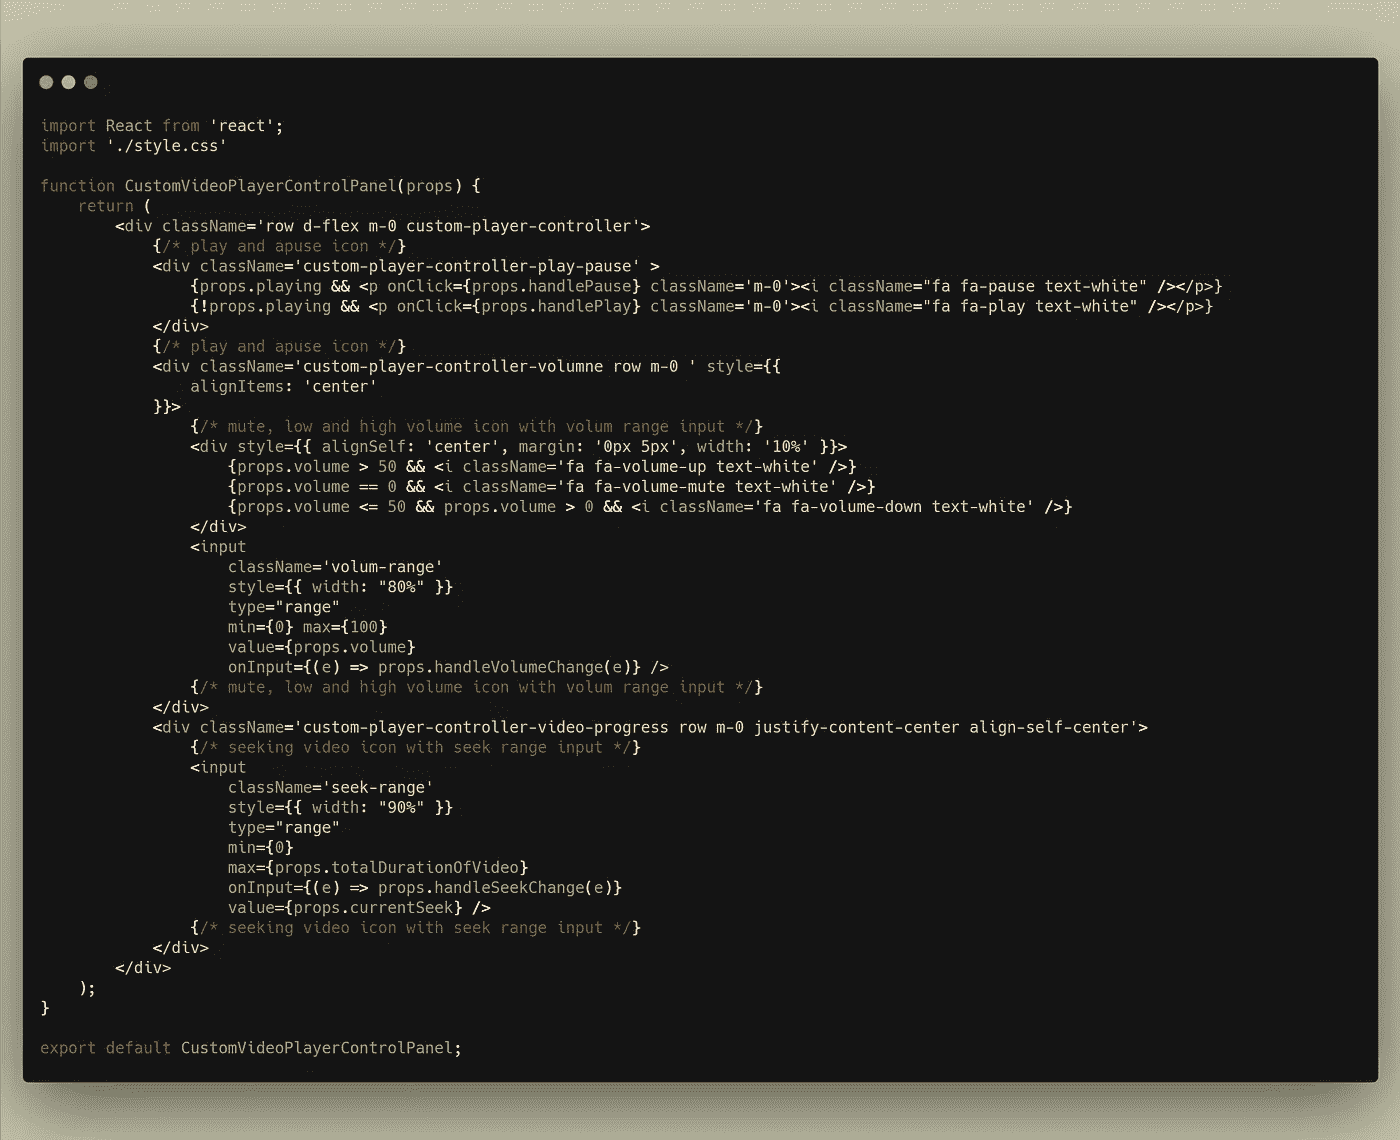 import React from 'react';
import './style.css'

function CustomVideoPlayerControlPanel(props) {
    return (
        <div className='row d-flex m-0 custom-player-controller'>
            {/* play and apuse icon */}
            <div className='custom-player-controller-play-pause' >
                {props.playing && <p onClick={props.handlePause} className='m-0'><i className="fa fa-pause text-white" /></p>}
                {!props.playing && <p onClick={props.handlePlay} className='m-0'><i className="fa fa-play text-white" /></p>}
            </div>
            {/* play and apuse icon */}
            <div className='custom-player-controller-volumne row m-0 ' style={{
                alignItems: 'center'
            }}>
                {/* mute, low and high volume icon with volum range input */}
                <div style={{ alignSelf: 'center', margin: '0px 5px', width: '10%' }}>
                    {props.volume > 50 && <i className='fa fa-volume-up text-white' />}
                    {props.volume == 0 && <i className='fa fa-volume-mute text-white' />}
                    {props.volume <= 50 && props.volume > 0 && <i className='fa fa-volume-down text-white' />}
                </div>
                <input
                    className='volum-range'
                    style={{ width: "80%" }}
                    type="range"
                    min={0} max={100}
                    value={props.volume}
                    onInput={(e) => props.handleVolumeChange(e)} />
                {/* mute, low and high volume icon with volum range input */}
            </div>
            <div className='custom-player-controller-video-progress row m-0 justify-content-center align-self-center'>
                {/* seeking video icon with seek range input */}
                <input
                    className='seek-range'
                    style={{ width: "90%" }}
                    type="range"
                    min={0}
                    max={props.totalDurationOfVideo}
                    onInput={(e) => props.handleSeekChange(e)}
                    value={props.currentSeek} />
                {/* seeking video icon with seek range input */}
            </div>
        </div>
    );
}

export default CustomVideoPlayerControlPanel;